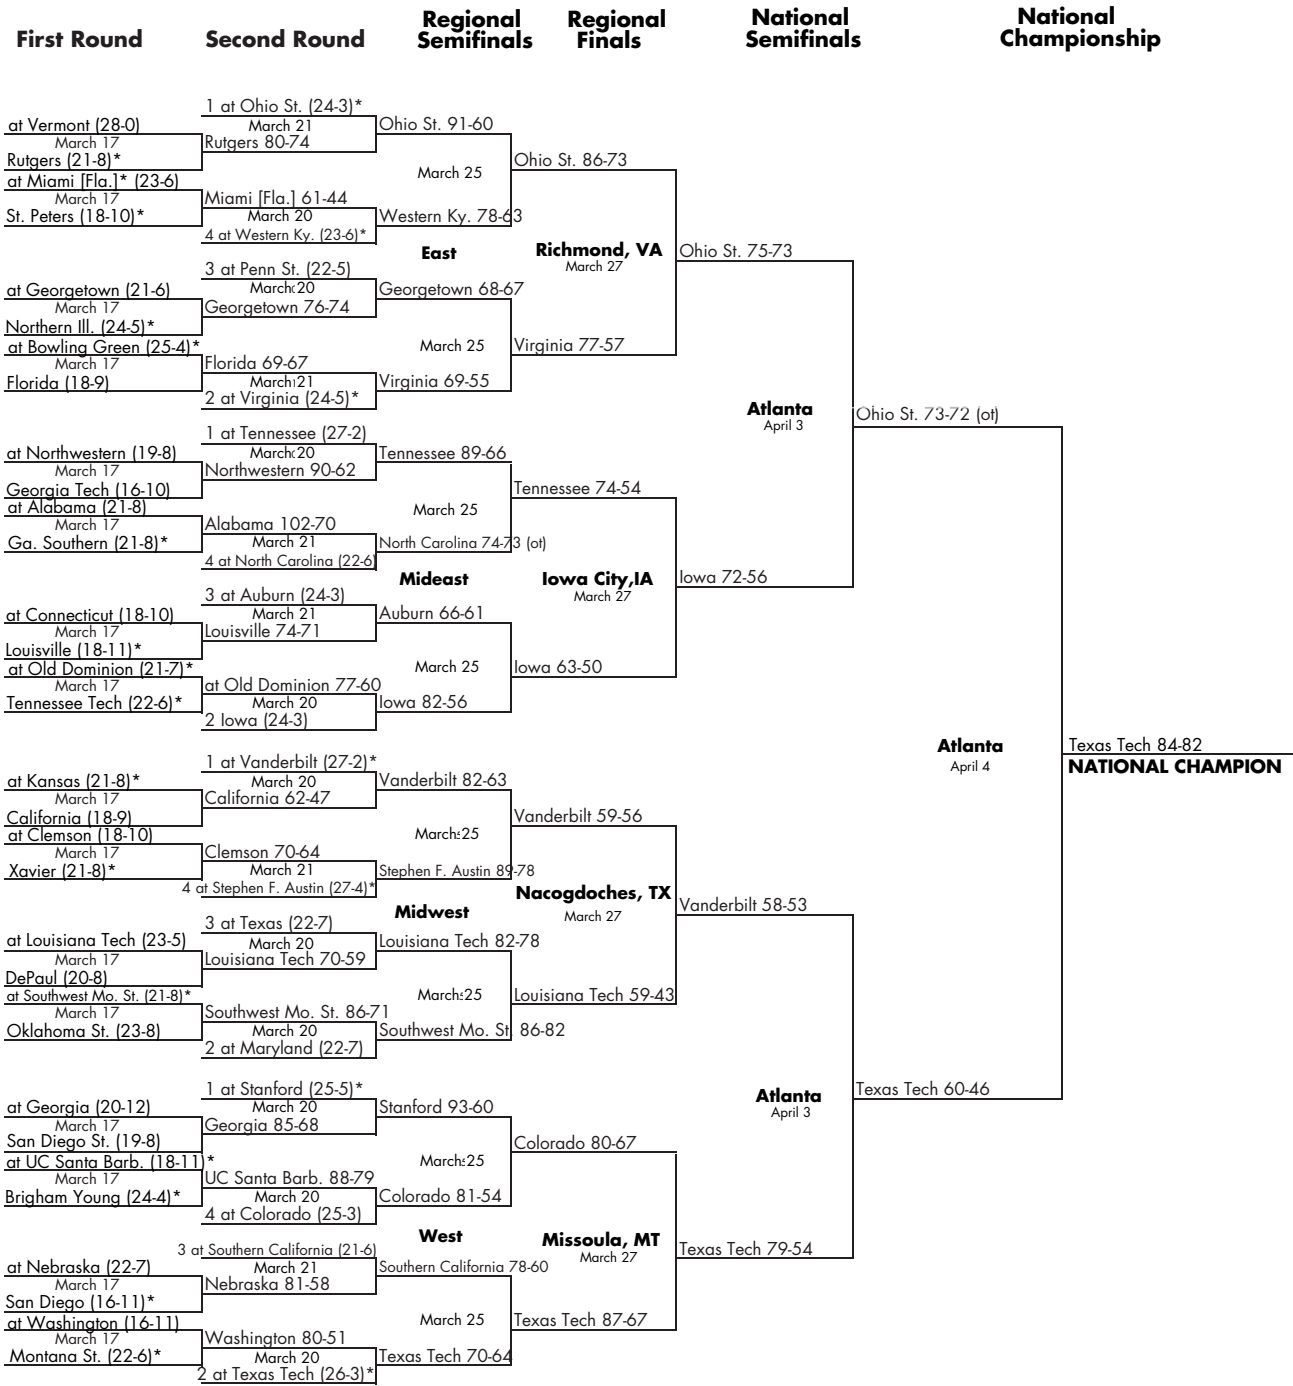 First Round
Second Round
Regional
Semifinals
Regional
Finals
National
Semifinals
National
Championship
1 at Ohio St. (24-3)*
at Vermont (28-0)
March 21
Ohio St. 91-60
March 17
Rutgers 80-74
Rutgers (21-8)*
Ohio St. 86-73
March 25
at Miami [Fla.]* (23-6)
March 17
Miami [Fla.] 61-44
St. Peters (18-10)*
March 20
Western Ky. 78-63
4 at Western Ky. (23-6)*
East
Richmond, VA
March 27
Ohio St. 75-73
3 at Penn St. (22-5)
at Georgetown (21-6)
March 20
Georgetown 68-67
March 17
Georgetown 76-74
Northern Ill. (24-5)*
at Bowling Green (25-4)*
March 25
Virginia 77-57
March 17
Florida 69-67
Florida (18-9)
March 21
Virginia 69-55
2 at Virginia (24-5)*
Atlanta
April 3
Ohio St. 73-72 (ot)
1 at Tennessee (27-2)
at Northwestern (19-8)
March 20
Tennessee 89-66
March 17
Northwestern 90-62
Georgia Tech (16-10)
Tennessee 74-54
at Alabama (21-8)
March 25
March 17
Alabama 102-70
Ga. Southern (21-8)*
March 21
North Carolina 74-73 (ot)
4 at North Carolina (22-6)
Mideast
Iowa City,IA
March 27
Iowa 72-56
3 at Auburn (24-3)
at Connecticut (18-10)
March 21
Auburn 66-61
March 17
Louisville 74-71
Louisville (18-11)*
at Old Dominion (21-7)*
March 25
Iowa 63-50
March 17
at Old Dominion 77-60
Tennessee Tech (22-6)*
March 20
Iowa 82-56
2 Iowa (24-3)
Atlanta
April 4
Texas Tech 84-82
NATIONAL CHAMPION
1 at Vanderbilt (27-2)*
at Kansas (21-8)*
March 20
Vanderbilt 82-63
March 17
California 62-47
California (18-9)
Vanderbilt 59-56
at Clemson (18-10)
March 25
March 17
Clemson 70-64
Xavier (21-8)*
March 21
Stephen F. Austin 89-78
4 at Stephen F. Austin (27-4)*
Midwest
Nacogdoches, TX
March 27
Vanderbilt 58-53
3 at Texas (22-7)
at Louisiana Tech (23-5)
March 20
Louisiana Tech 82-78
March 17
Louisiana Tech 70-59
DePaul (20-8)
at Southwest Mo. St. (21-8)*
March 25
Louisiana Tech 59-43
March 17
Southwest Mo. St. 86-71
Oklahoma St. (23-8)
March 20
Southwest Mo. St. 86-82
2 at Maryland (22-7)
Atlanta
April 3
Texas Tech 60-46
1 at Stanford (25-5)*
at Georgia (20-12)
March 20
Stanford 93-60
March 17
Georgia 85-68
San Diego St. (19-8)
Colorado 80-67
at UC Santa Barb. (18-11)*
March 25
March 17
UC Santa Barb. 88-79
Brigham Young (24-4)*
March 20
Colorado 81-54
4 at Colorado (25-3)
West
Missoula, MT
March 27
Texas Tech 79-54
3 at Southern California (21-6)
at Nebraska (22-7)
March 21
Southern California 78-60
March 17
Nebraska 81-58
San Diego (16-11)*
at Washington (16-11)
March 25
Texas Tech 87-67
March 17
Washington 80-51
Montana St. (22-6)*
March 20
Texas Tech 70-64
2 at Texas Tech (26-3)*